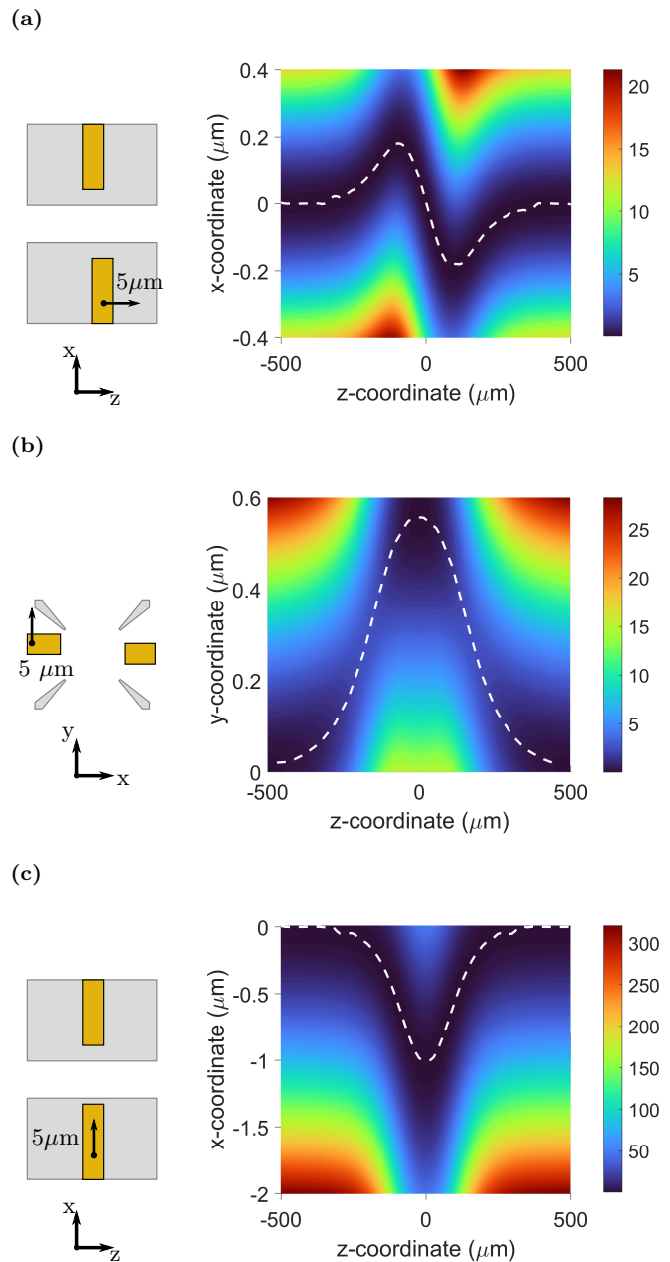 (a)
5μm
x
z
0.4
0.2
0
-0.2
-0.4
x-coordinate (μm)
-500
0
500
z-coordinate (μm)
20
15
10
5
(b)
5 μm
y
x
0.6
0.4
0.2
0
y-coordinate (μm)
-500
0
500
z-coordinate (μm)
25
20
15
10
5
(c)
5μm
x
z
0
-0.5
-1
-1.5
-2
x-coordinate (μm)
-500
0
500
z-coordinate (μm)
300
250
200
150
100
50